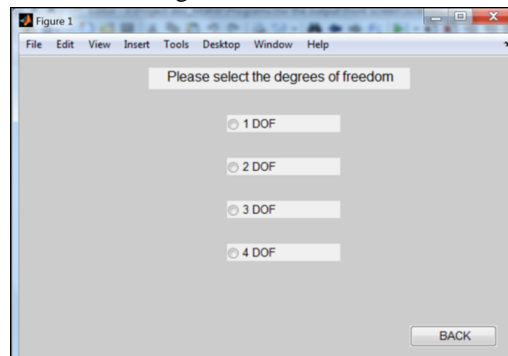 Figure 1
File Edit View Insert Tools Desktop Window Help
Please select the degrees of freedom
1 DOF
2 DOF
3 DOF
4 DOF
BACK